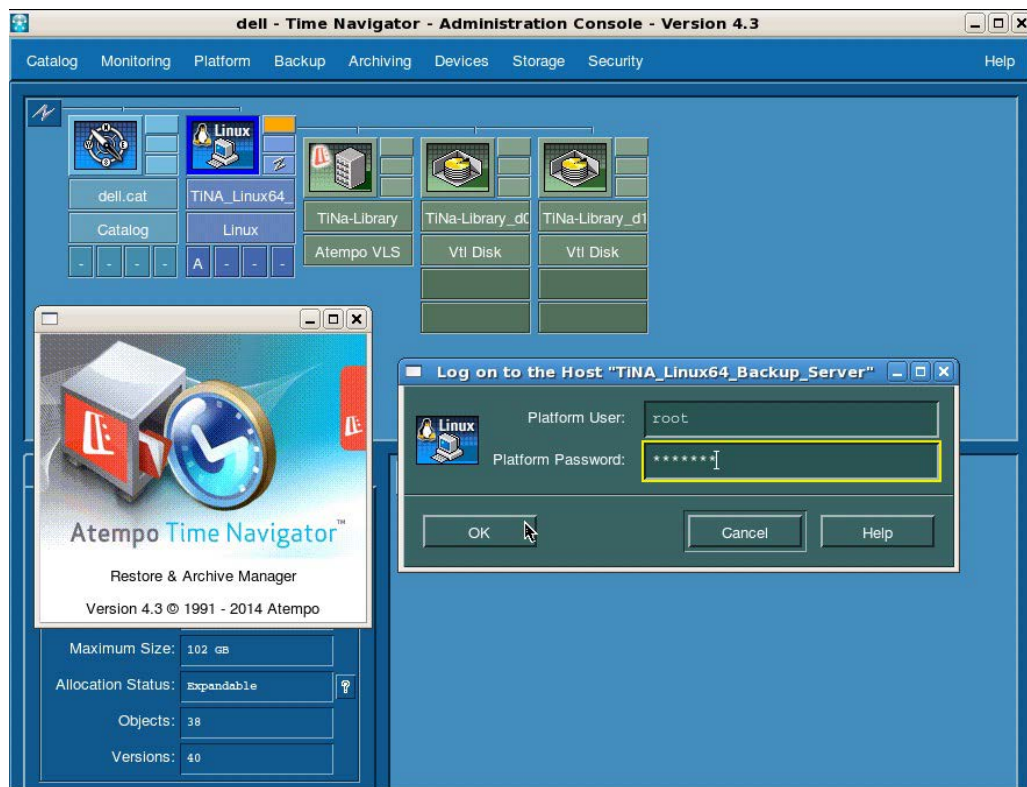 dell - Time Navigator - Administration Console - Version 4.3
Catalog Monitoring Platform Backup Archiving Devices Storage Security Help
Linux
dell.cat TiNA_Linux64_
Catalog Linux
TiNa-Library TiNa-Library_d0 TiNa-Library_d1
Atempo VLS Vtl Disk Vtl Disk
- - - - A - - -
Log on to the Host "TiNA_Linux64_Backup_Server"
Linux
Platform User: root
Platform Password: *******
OK Cancel Help
Atempo Time Navigator™
Restore & Archive Manager
Version 4.3 © 1991 - 2014 Atempo
Maximum Size: 102 GB
Allocation Status: Expandable ?
Objects: 38
Versions: 40